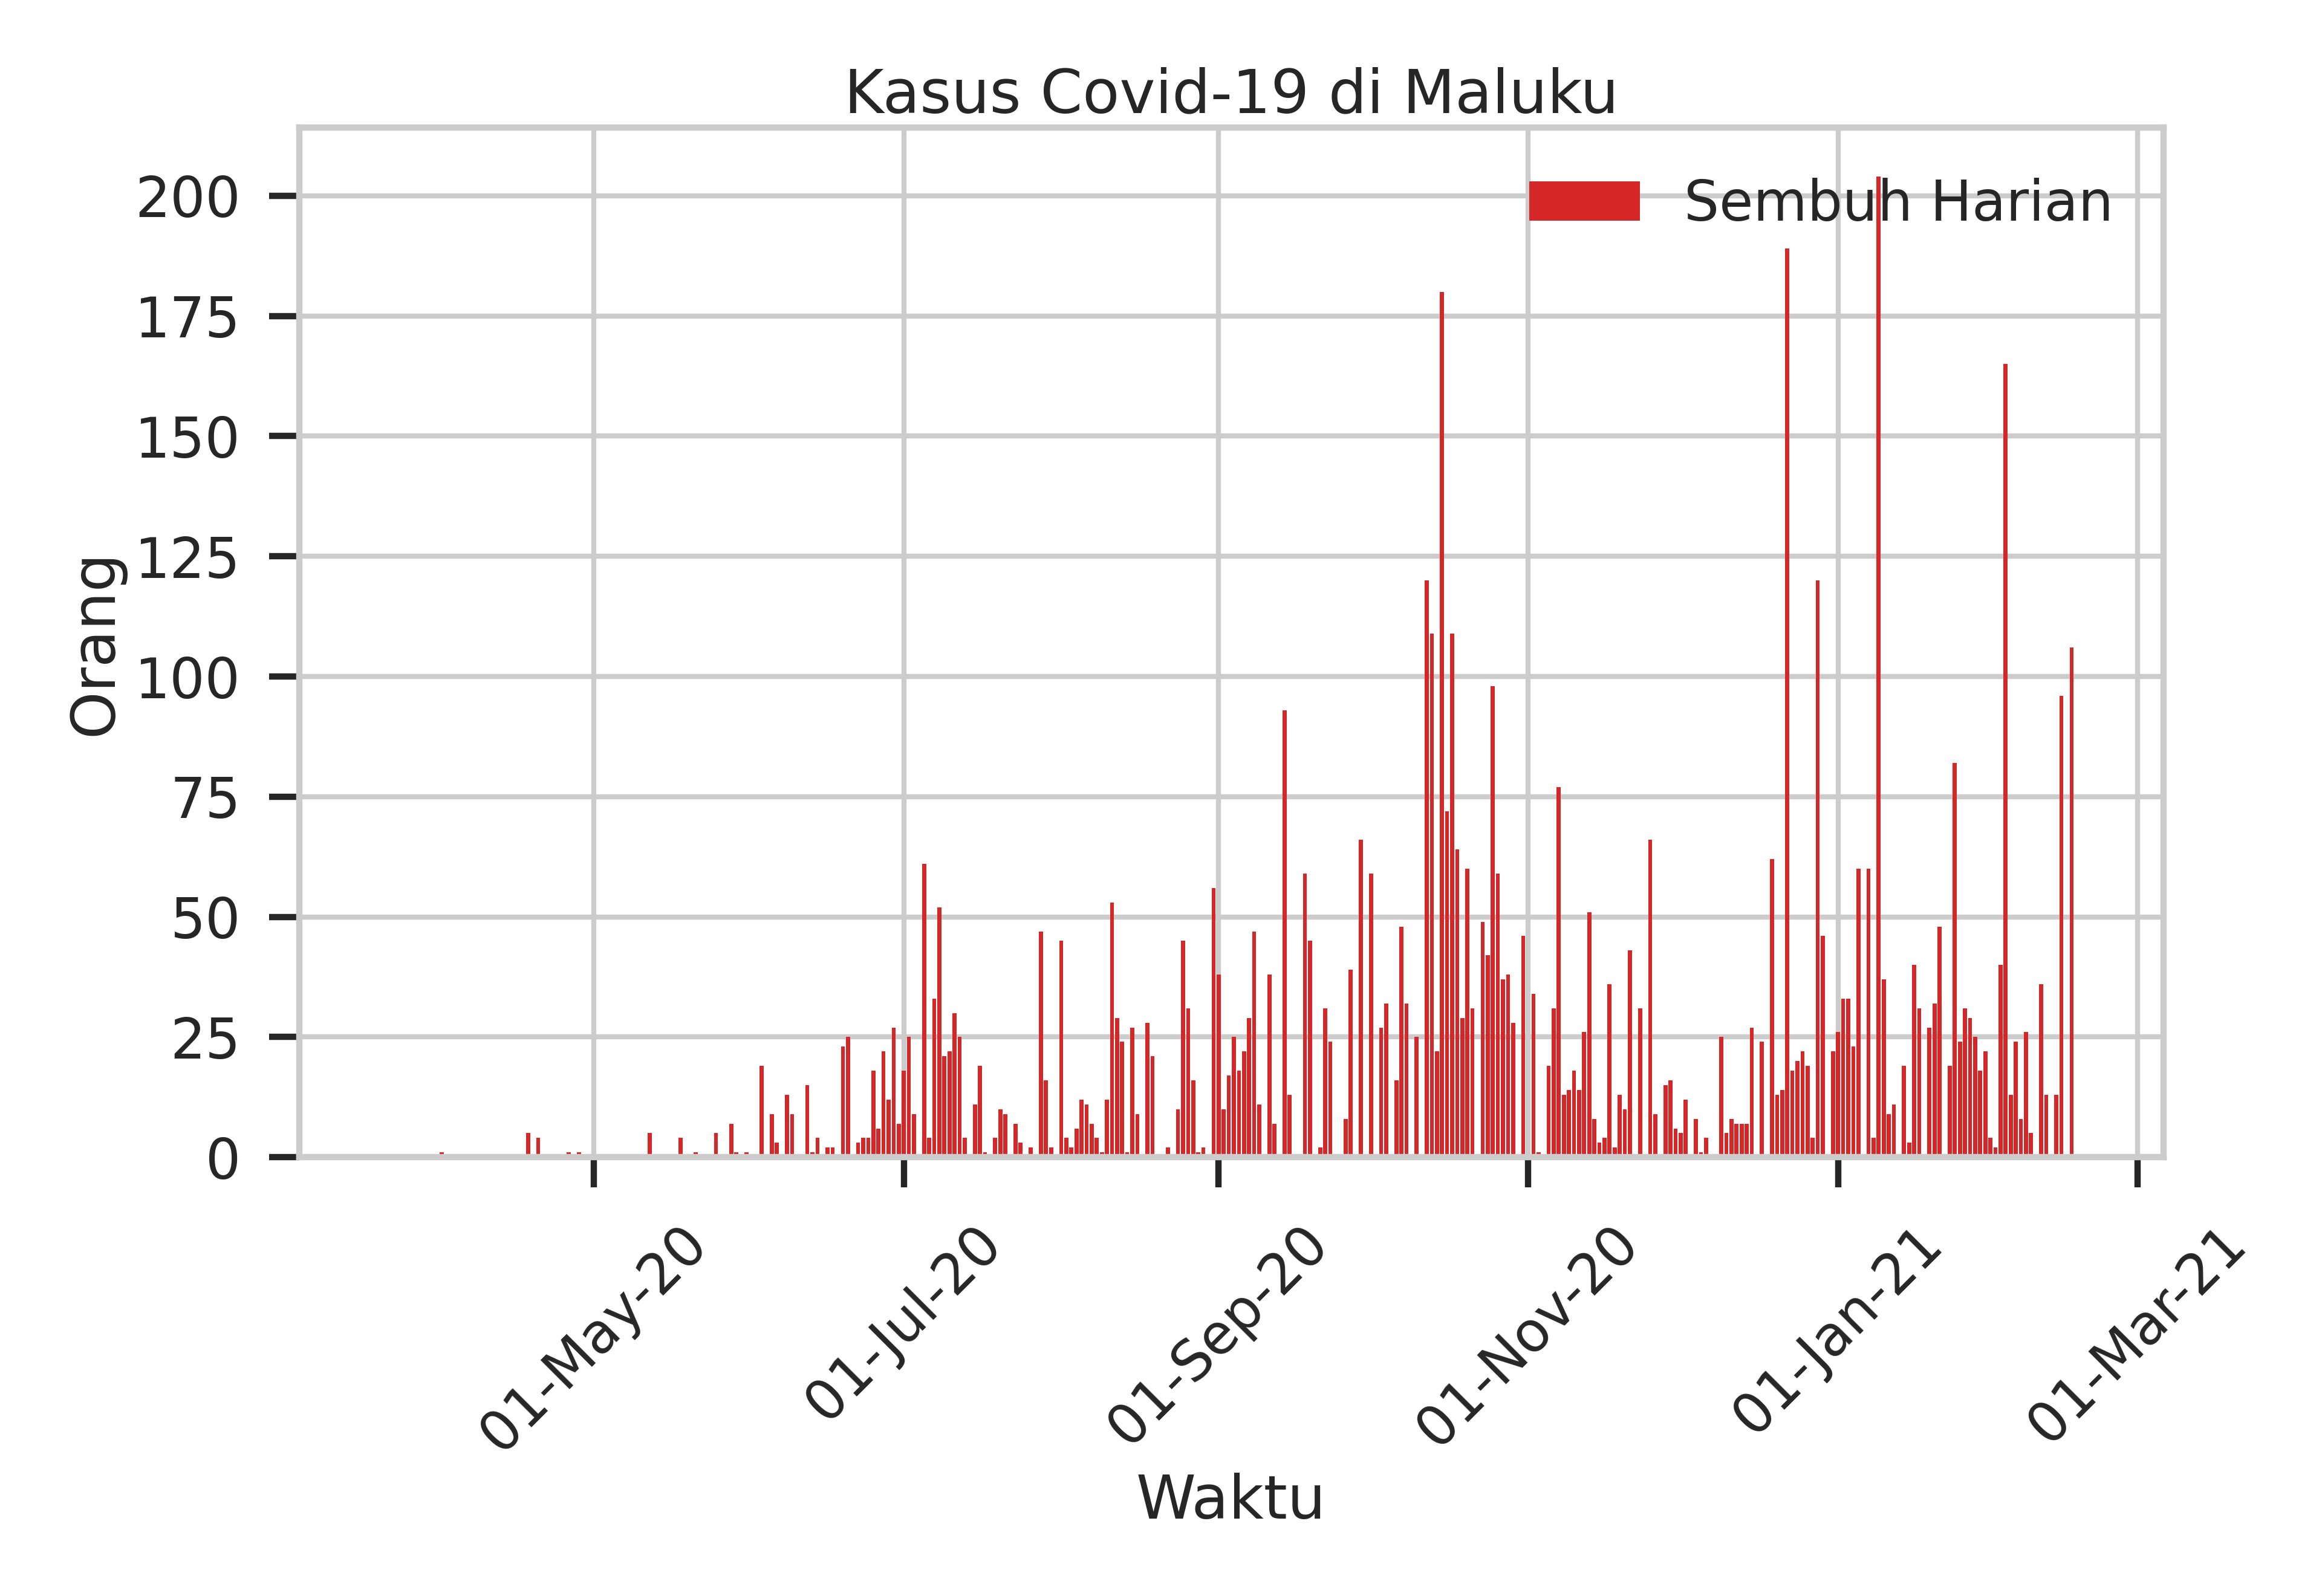 Kasus Covid-19 di Maluku
Sembuh Harian
200
175
150
125
100
75
50
25
0
Orang
01-May-20
01-Jul-20
01-Sep-20
01-Nov-20
01-Jan-21
01-Mar-21
Waktu